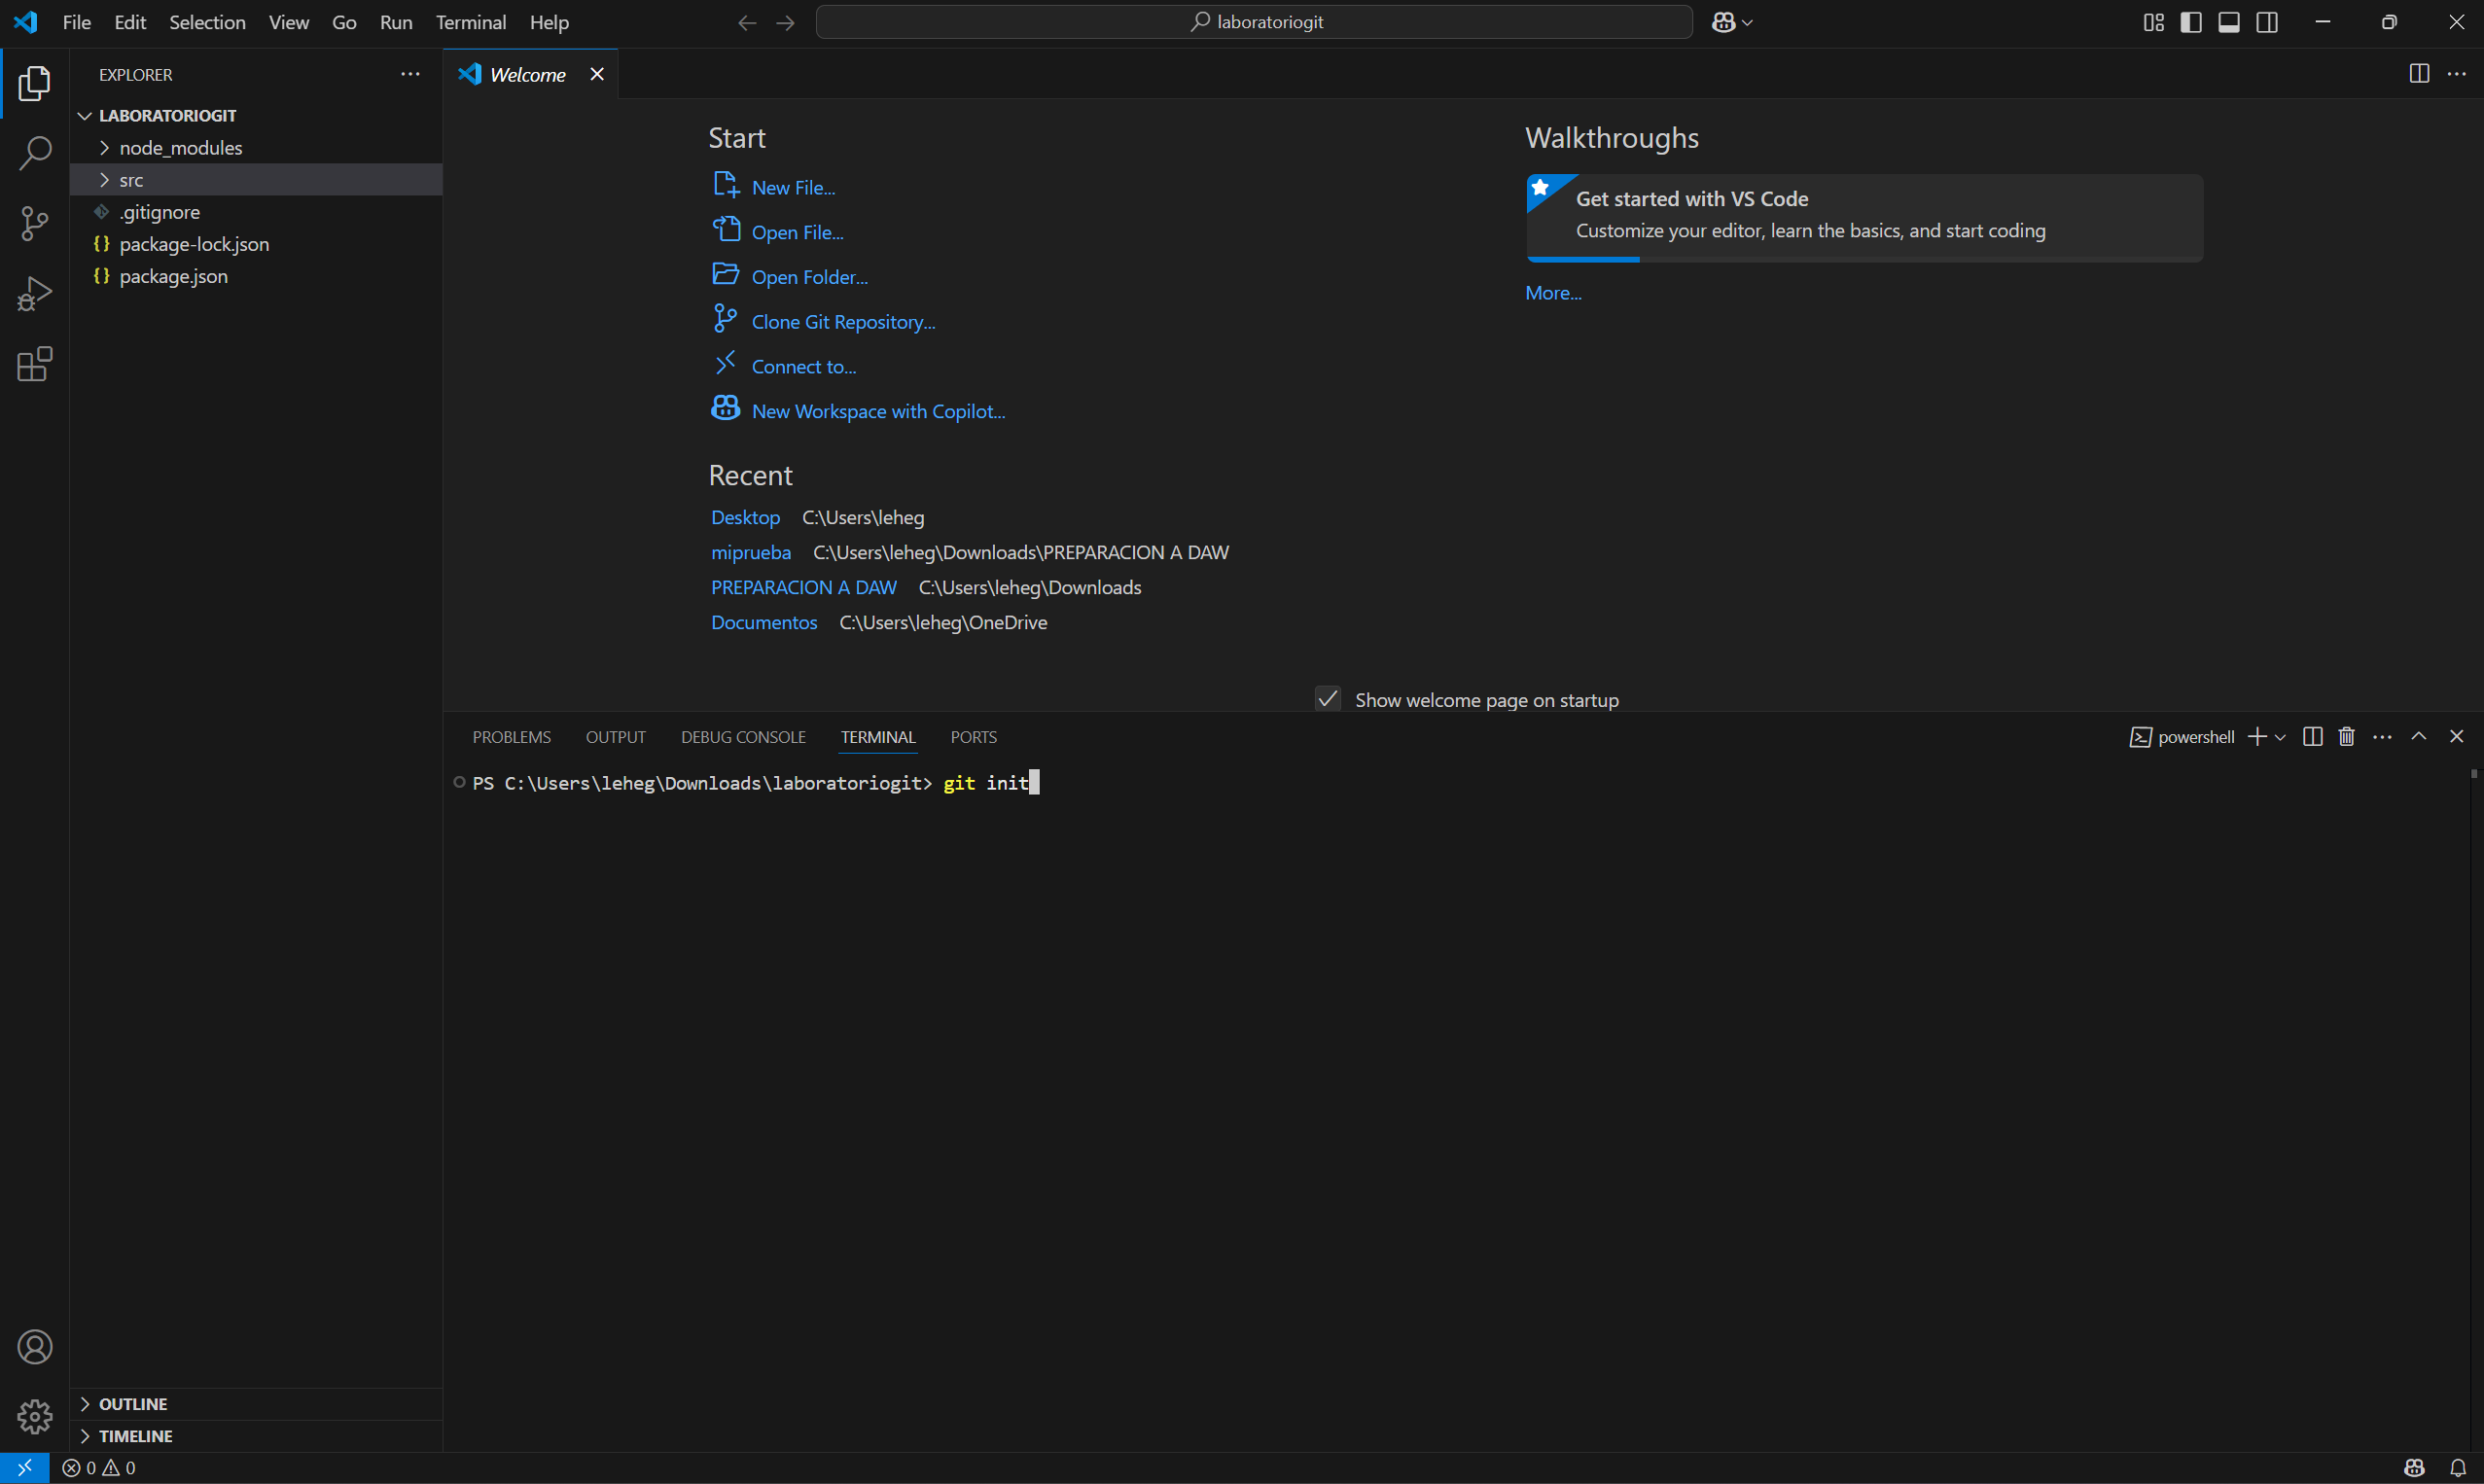 File Edit Selection View Go Run Terminal Help
laboratoriogit
EXPLORER
Welcome
LABORATORIOGIT
node_modules
src
.gitignore
package-lock.json
package.json
Start
New File...
Open File...
Open Folder...
Clone Git Repository...
Connect to...
New Workspace with Copilot...
Recent
Desktop C:\Users\leheg
miprueba C:\Users\leheg\Downloads\PREPARACION A DAW
PREPARACION A DAW C:\Users\leheg\Downloads
Documentos C:\Users\leheg\OneDrive
Walkthroughs
Get started with VS Code
Customize your editor, learn the basics, and start coding
More...
Show welcome page on startup
PROBLEMS OUTPUT DEBUG CONSOLE TERMINAL PORTS
powershell
PS C:\Users\leheg\Downloads\laboratoriogit> git init
OUTLINE
TIMELINE
0 0